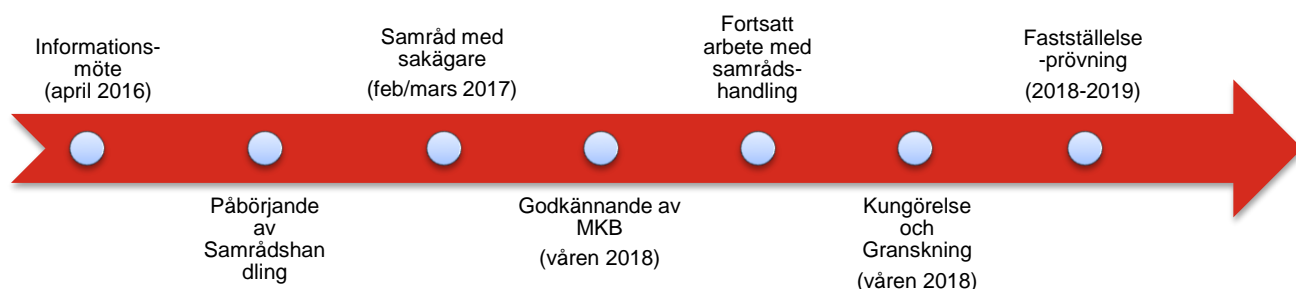 Informations-
möte
(april 2016)
Påbörjande
av
Samrådshan
dling
Samråd med
sakägare
(feb/mars 2017)
Godkännande av
MKB
(våren 2018)
Fortsatt
arbete med
samråds-
handling
Kungörelse
och
Granskning
(våren 2018)
Fastställelse
-prövning
(2018-2019)